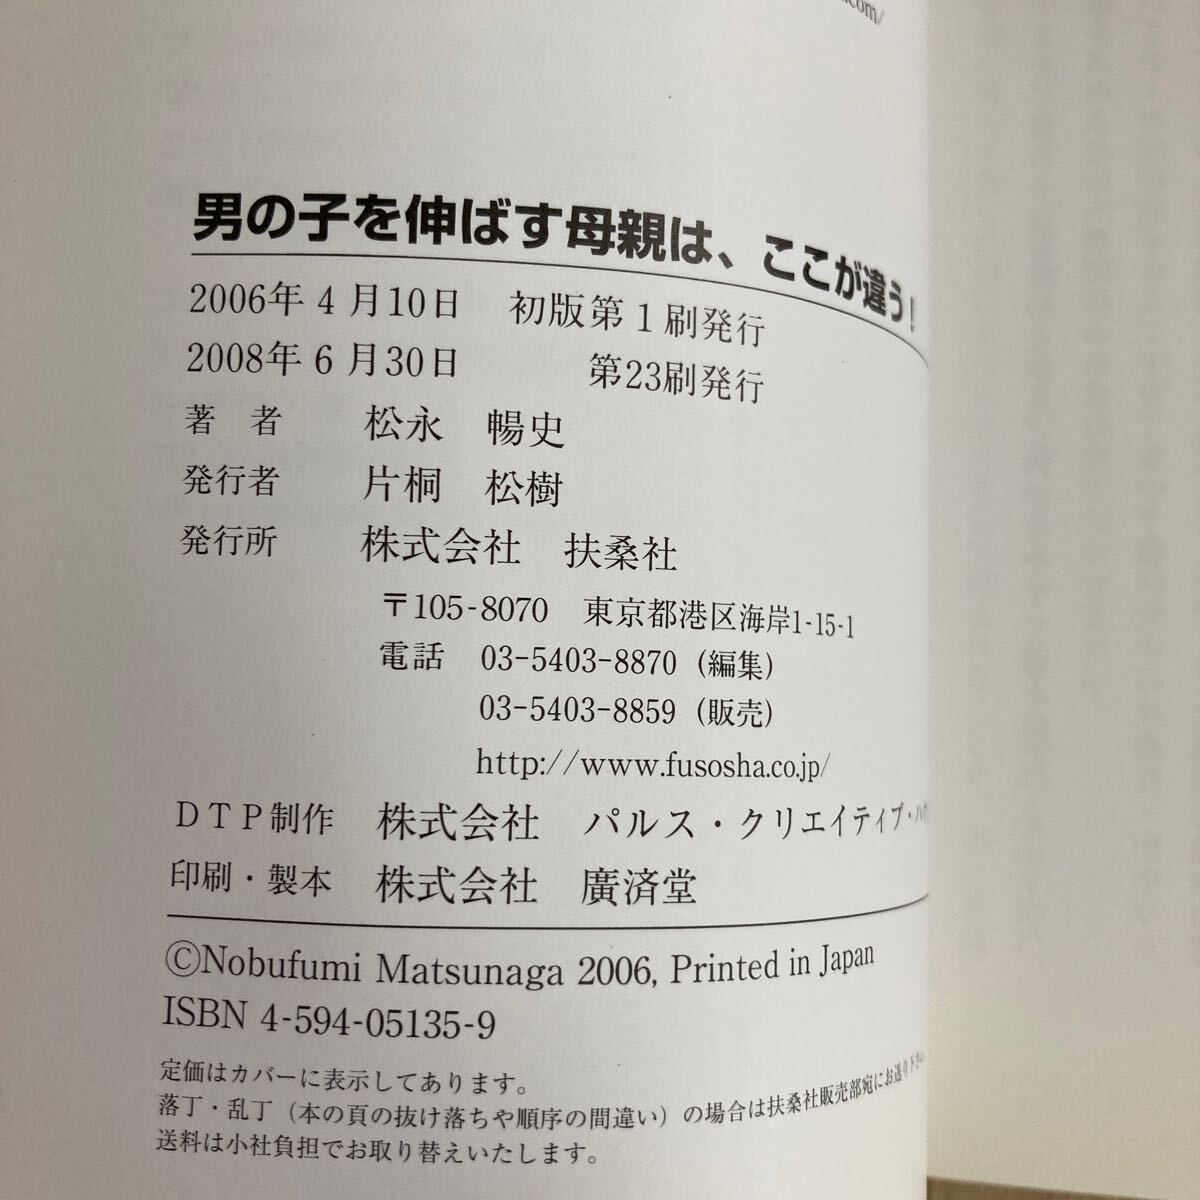 .com/
男の子を伸ばす母親は、ここが違う!
2006年4月10日 初版第1刷発行
2008年6月30日 第23刷発行
著 者 松永 暢史
発行者 片桐 松樹
発行所 株式会社 扶桑社
〒105-8070 東京都港区海岸1-15-1
電話 03-5403-8870 (編集)
03-5403-8859 (販売)
http://www.fusosha.co.jp/
DTP制作 株式会社 パルス・クリエイティブ・ハウ
印刷・製本 株式会社 廣済堂
©Nobufumi Matsunaga 2006, Printed in Japan
ISBN 4-594-05135-9
定価はカバーに表示してあります。
落丁・乱丁(本の頁の抜け落ちや順序の間違い)の場合は扶桑社販売部宛にお送り下さい
送料は小社負担でお取り替えいたします。